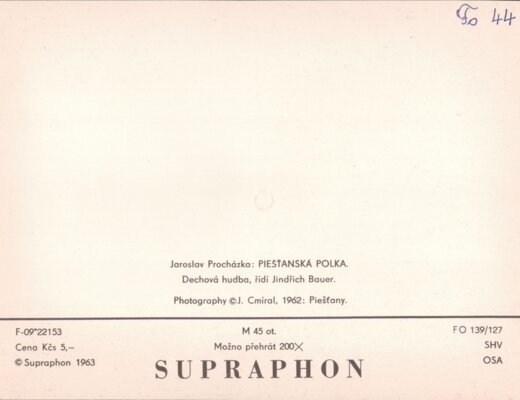 Fo 44
Jaroslav Procházka: PIEŠŤANSKÁ POLKA.
Dechová hudba, řídí Jindřich Bauer.
Photography © J. Cmíral, 1962: Piešťany.
F-09*22153
M 45 ot.
FO 139/127
Cena Kčs 5,—
Možno přehrát 200X
SHV
© Supraphon 1963
SUPRAPHON
OSA